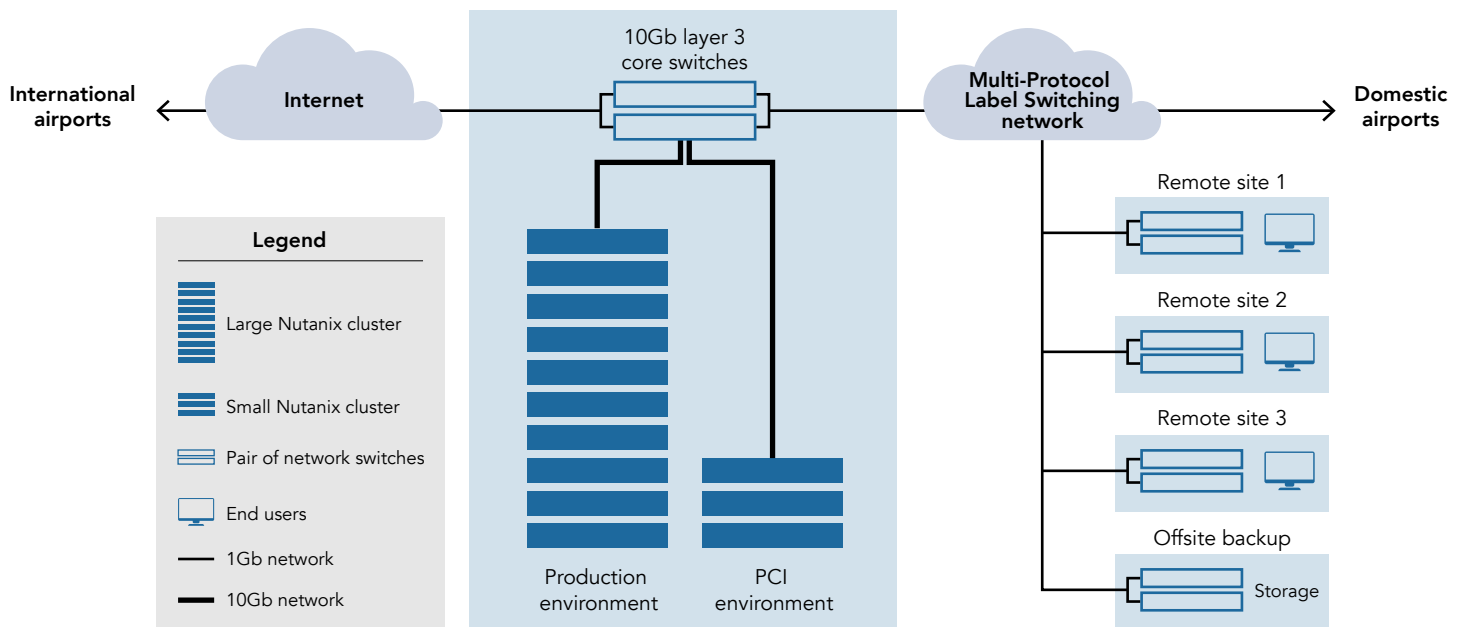 International
airports
Internet
10Gb layer 3
core switches
Multi-Protocol
Label Switching
network
Domestic
airports
Legend
Large Nutanix cluster
Small Nutanix cluster
Pair of network switches
End users
1Gb network
10Gb network
Production
environment
PCI
environment
Remote site 1
Remote site 2
Remote site 3
Offsite backup
Storage